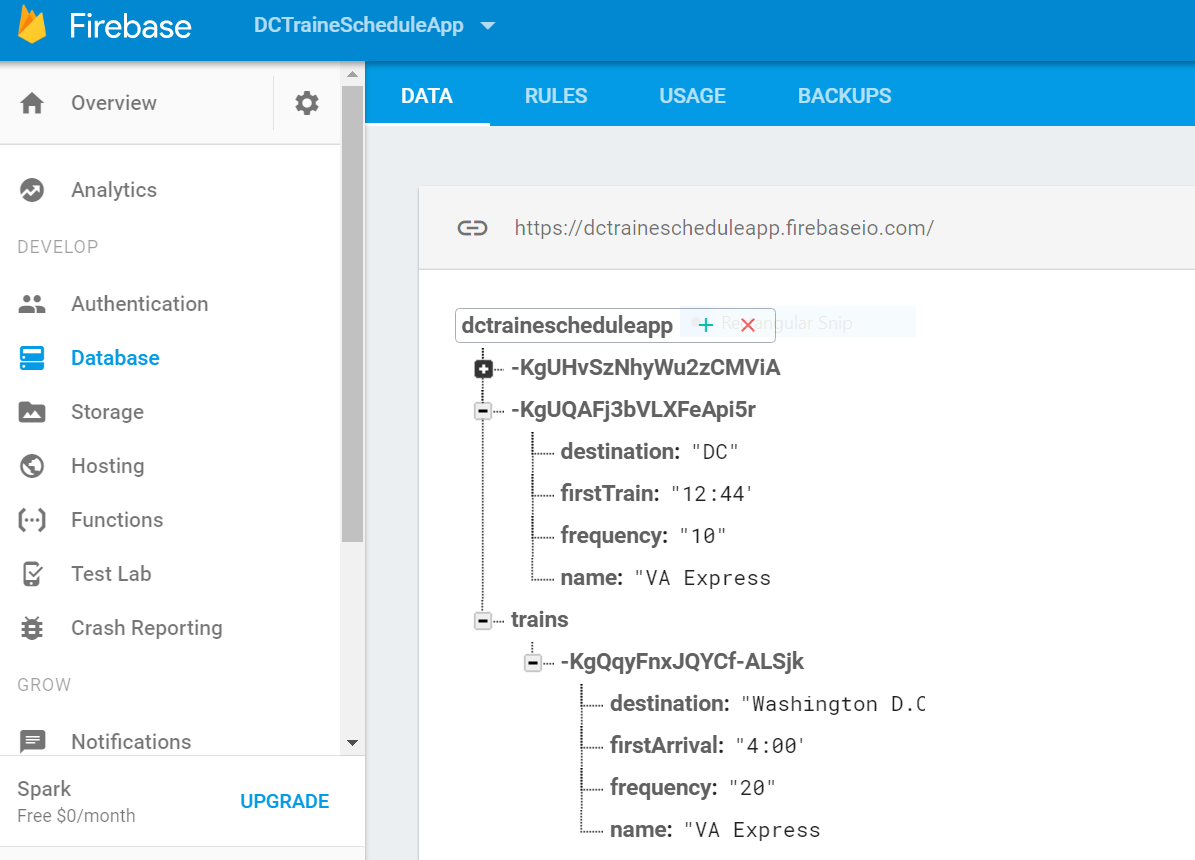 Firebase DCTraineScheduleApp
Overview
DATA RULES USAGE BACKUPS
Analytics
DEVELOP
Authentication
Database
Storage
Hosting
Functions
Test Lab
Crash Reporting
GROW
Notifications
Spark
Free $0/month
UPGRADE
https://dctrainescheduleapp.firebaseio.com/
dctrainescheduleapp
Rectangular Snip
-KgUHvSzNhyWu2zCMViA
-KgUQAFj3bVLXFeApi5r
destination: "DC"
firstTrain: "12:44'
frequency: "10"
name: "VA Express
trains
-KgQqyFnxJQYCf-ALSjk
destination: "Washington D.C
firstArrival: "4:00'
frequency: "20"
name: "VA Express